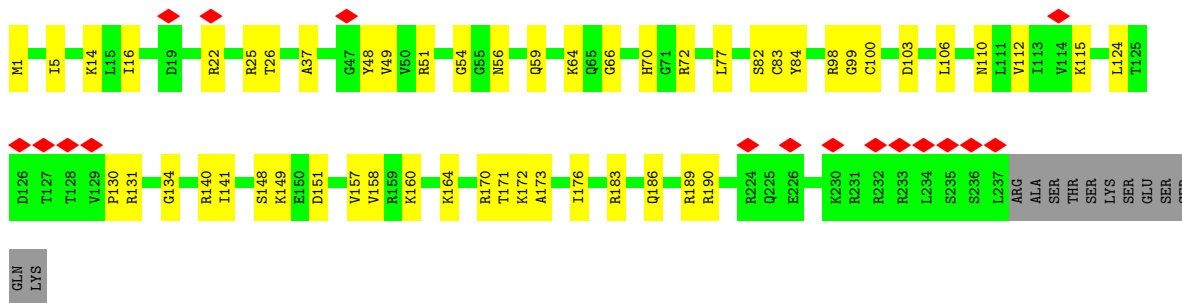 M1 I5 K14 L15 I16 D19 R22 R25 T26 A37 G47 Y48 V49 V50 R51 G54 G55 N56 Q59 K64 Q65 G66 H70 G71 R72 L77 S82 C83 Y84 R98 G99 C100 D103 L106 N110 L111 V112 I113 V114 K115 L124 T125
D126 T127 T128 V129 P130 R131 G134 R140 I141 S148 K149 E150 D151 V157 V158 R159 K160 K164 R170 T171 K172 A173 I176 R183 Q186 R189 R190 R224 Q225 E226 K230 R231 R232 R233 L234 S235 S236 L237 ARG ALA SER THR SER LYS SER GLU SER
GLN LYS